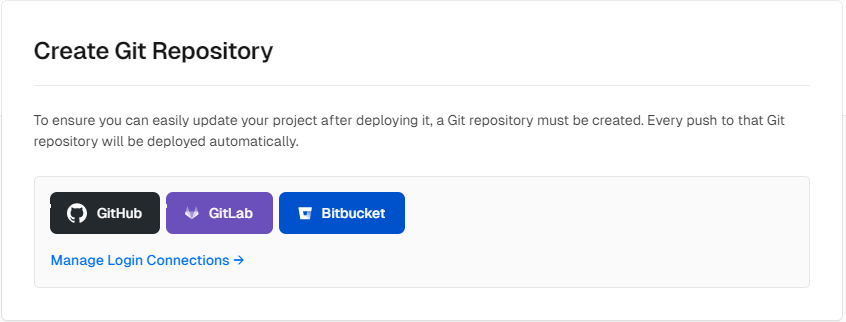 Create Git Repository
To ensure you can easily update your project after deploying it, a Git repository must be created. Every push to that Git
repository will be deployed automatically.
GitHub GitLab Bitbucket
Manage Login Connections →